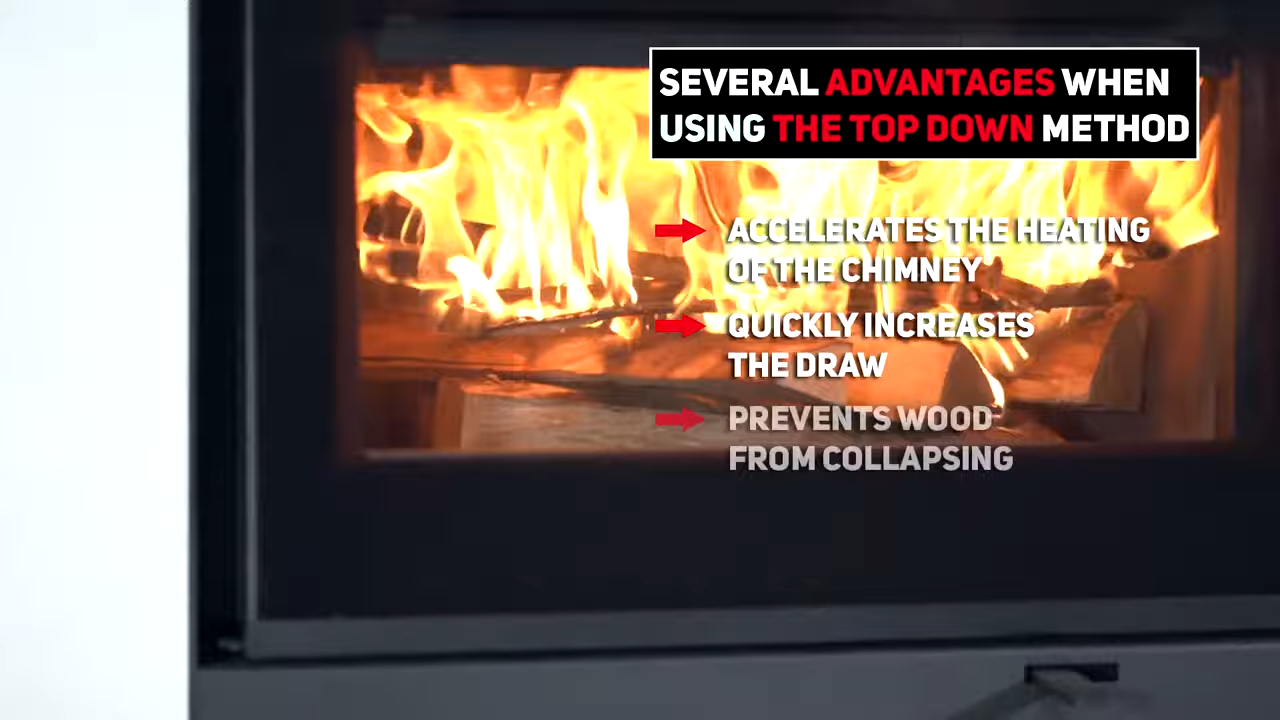 SEVERAL ADVANTAGES WHEN
USING THE TOP DOWN METHOD
ACCELERATES THE HEATING
OF THE CHIMNEY
QUICKLY INCREASES
THE DRAW
PREVENTS WOOD
FROM COLLAPSING